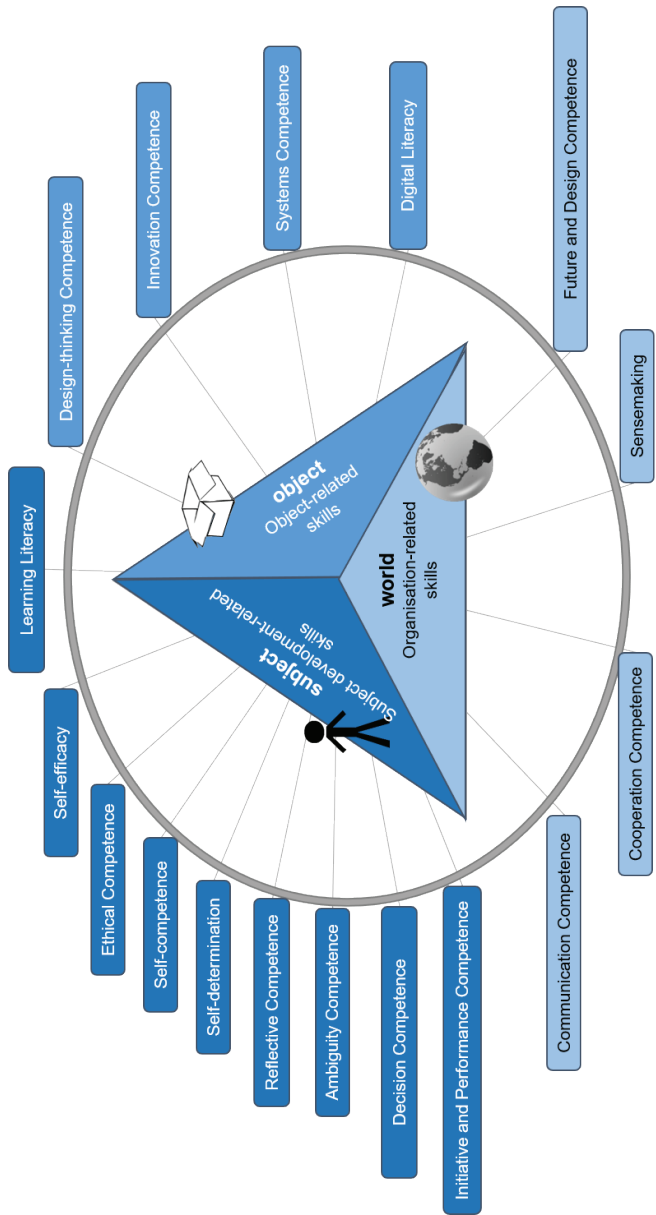 Learning Literacy
Self-efficacy
Ethical Competence
Self-competence
Self-determination
Reflective Competence
Ambiguity Competence
Decision Competence
Initiative and Performance Competence
Design-thinking Competence
Innovation Competence
Systems Competence
Digital Literacy
Future and Design Competence
Sensemaking
Cooperation Competence
Communication Competence
subject
Subject development-related
skills
object
Object-related
skills
world
Organisation-related
skills